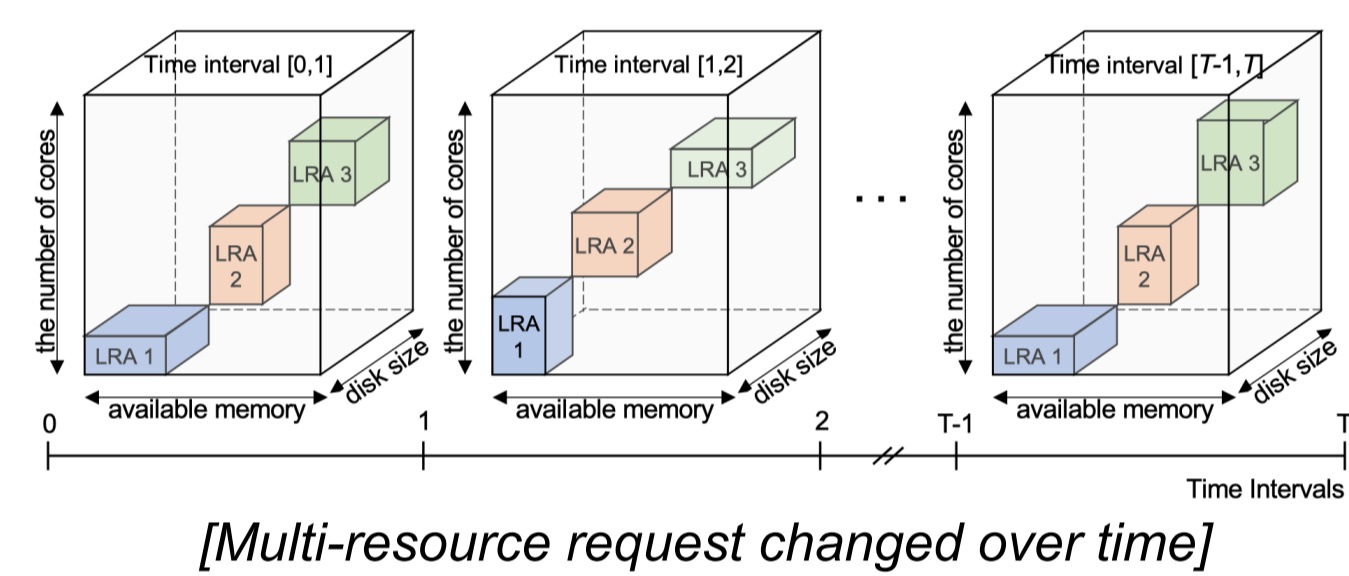 Time interval [0,1]
the number of cores
LRA 1
LRA
2
LRA 3
available memory
disk size
Time interval [1,2]
the number of cores
LRA
1
LRA 2
LRA 3
available memory
disk size
. . .
Time interval [T-1,T]
the number of cores
LRA 1
LRA
2
LRA 3
available memory
disk size
0
1
2
T-1
T
Time Intervals
[Multi-resource request changed over time]